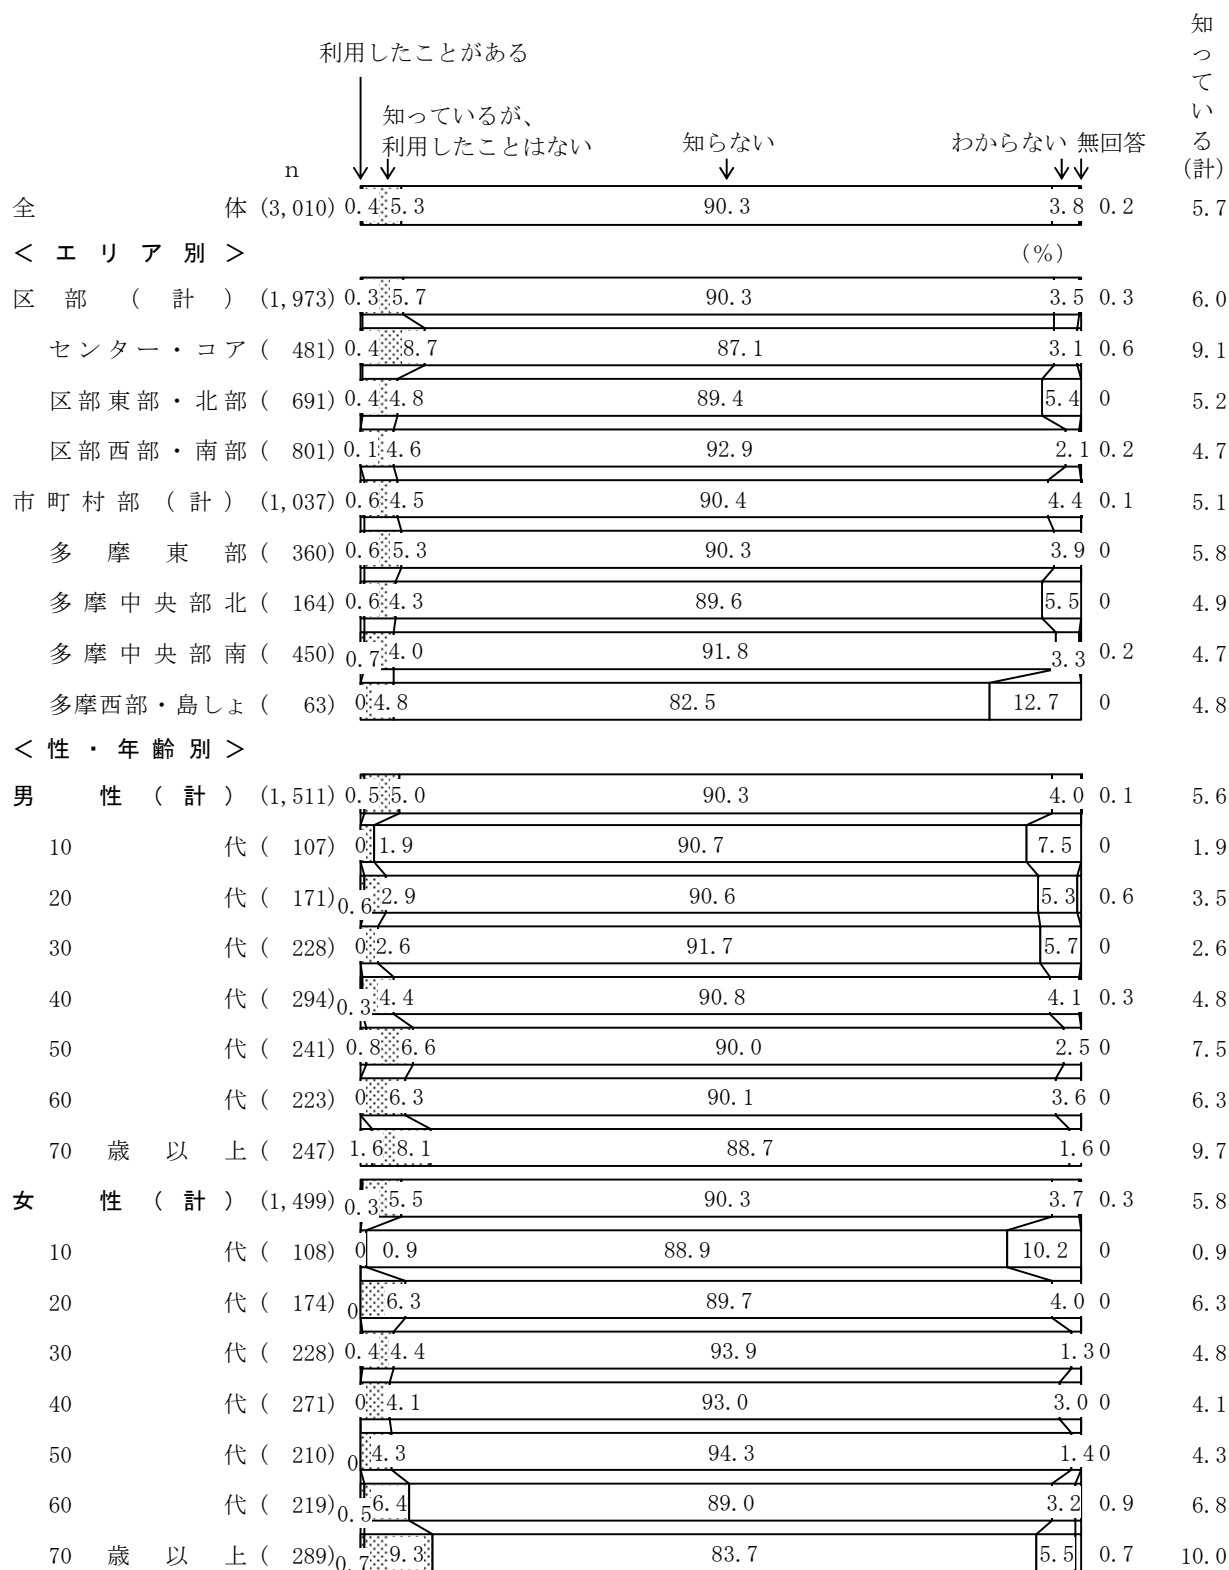 知っている(計)
利用したことがある
知っているが、
利用したことはない
知らない
わからない 無回答
n
全体 (3,010) 0.4 5.3 90.3 3.8 0.2 5.7
＜エリア別＞ (%)
区部(計) (1,973) 0.3 5.7 90.3 3.5 0.3 6.0
センター・コア ( 481) 0.4 8.7 87.1 3.1 0.6 9.1
区部東部・北部 ( 691) 0.4 4.8 89.4 5.4 0 5.2
区部西部・南部 ( 801) 0.1 4.6 92.9 2.1 0.2 4.7
市町村部(計) (1,037) 0.6 4.5 90.4 4.4 0.1 5.1
多摩東部 ( 360) 0.6 5.3 90.3 3.9 0 5.8
多摩中央部北 ( 164) 0.6 4.3 89.6 5.5 0 4.9
多摩中央部南 ( 450) 0.7 4.0 91.8 3.3 0.2 4.7
多摩西部・島しょ ( 63) 0 4.8 82.5 12.7 0 4.8
＜性・年齢別＞
男性(計) (1,511) 0.5 5.0 90.3 4.0 0.1 5.6
10代 ( 107) 0 1.9 90.7 7.5 0 1.9
20代 ( 171) 0.6 2.9 90.6 5.3 0.6 3.5
30代 ( 228) 0 2.6 91.7 5.7 0 2.6
40代 ( 294) 0.3 4.4 90.8 4.1 0.3 4.8
50代 ( 241) 0.8 6.6 90.0 2.5 0 7.5
60代 ( 223) 0 6.3 90.1 3.6 0 6.3
70歳以上 ( 247) 1.6 8.1 88.7 1.6 0 9.7
女性(計) (1,499) 0.3 5.5 90.3 3.7 0.3 5.8
10代 ( 108) 0 0.9 88.9 10.2 0 0.9
20代 ( 174) 0 6.3 89.7 4.0 0 6.3
30代 ( 228) 0.4 4.4 93.9 1.3 0 4.8
40代 ( 271) 0 4.1 93.0 3.0 0 4.1
50代 ( 210) 0 4.3 94.3 1.4 0 4.3
60代 ( 219) 0.5 6.4 89.0 3.2 0.9 6.8
70歳以上 ( 289) 0.7 9.3 83.7 5.5 0.7 10.0